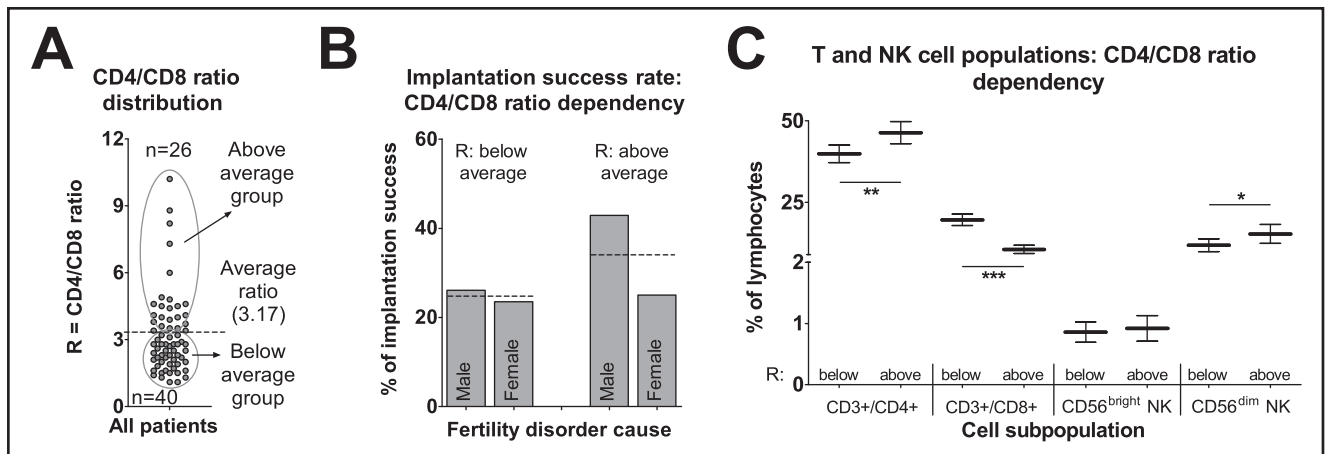 A
CD4/CD8 ratio
distribution
R = CD4/CD8 ratio
12
9
6
3
0
n=26
Above
average
group
Average
ratio
(3.17)
Below
average
group
n=40
All patients
B
Implantation success rate:
CD4/CD8 ratio dependency
% of implantation success
60
40
20
0
R: below
average
R: above
average
Male
Female
Male
Female
Fertility disorder cause
C
T and NK cell populations: CD4/CD8 ratio
dependency
% of lymphocytes
50
25
2
1
0
**
***
*
R: below above below above below above below above
CD3+/CD4+ CD3+/CD8+ CD56bright NK CD56dim NK
Cell subpopulation